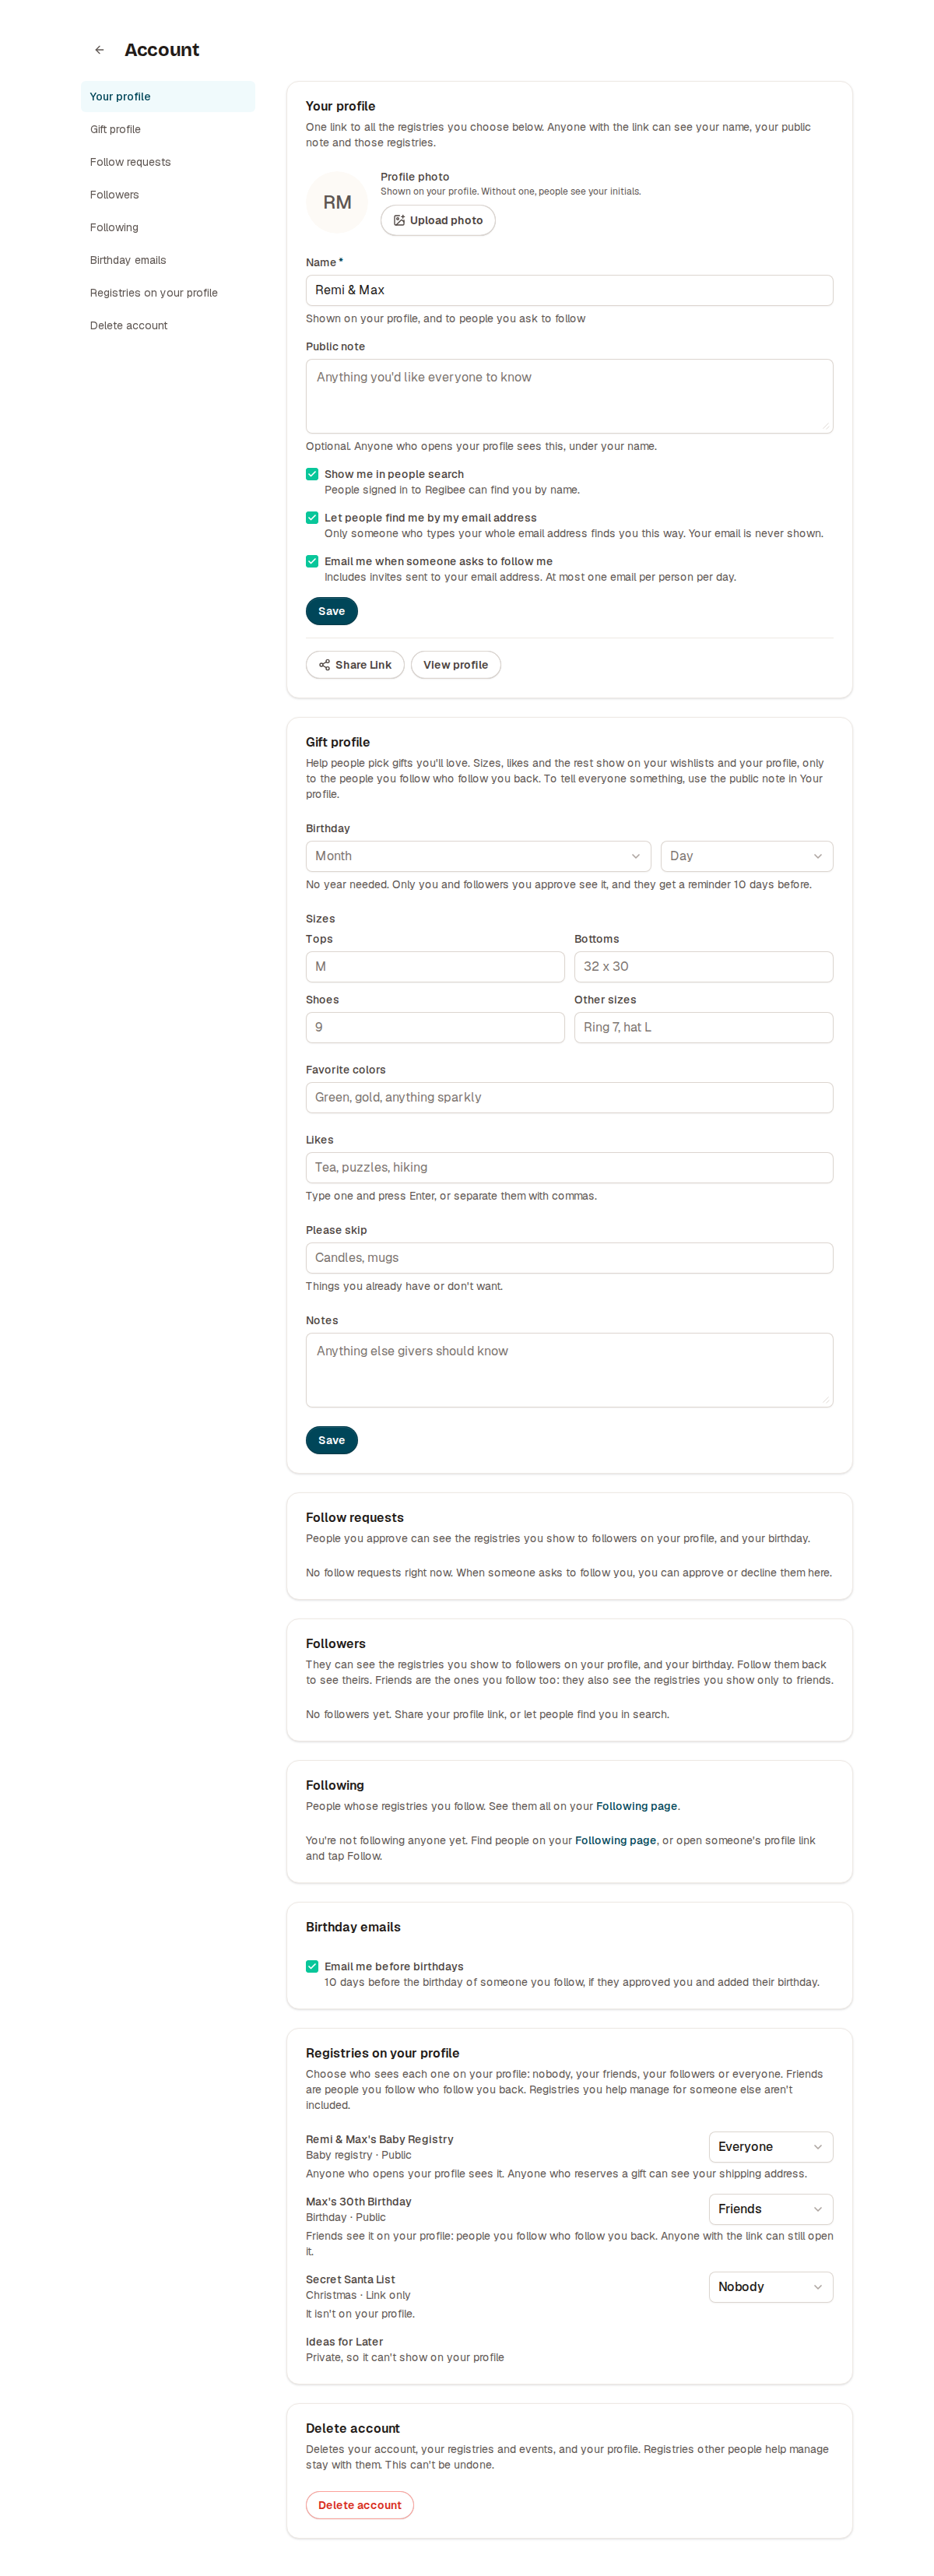 Account
Your profile
Gift profile
Follow requests
Followers
Following
Birthday emails
Registries on your profile
Delete account
Your profile
One link to all the registries you choose below. Anyone with the link can see your name, your public
note and those registries.
RM
Profile photo
Shown on your profile. Without one, people see your initials.
Upload photo
Name *
Remi & Max
Shown on your profile, and to people you ask to follow
Public note
Anything you'd like everyone to know
Optional. Anyone who opens your profile sees this, under your name.
Show me in people search
People signed in to Regibee can find you by name.
Let people find me by my email address
Only someone who types your whole email address finds you this way. Your email is never shown.
Email me when someone asks to follow me
Includes invites sent to your email address. At most one email per person per day.
Save
Share Link
View profile
Gift profile
Help people pick gifts you'll love. Sizes, likes and the rest show on your wishlists and your profile, only
to the people you follow who follow you back. To tell everyone something, use the public note in Your
profile.
Birthday
Month
Day
No year needed. Only you and followers you approve see it, and they get a reminder 10 days before.
Sizes
Tops
Bottoms
M
32 x 30
Shoes
Other sizes
9
Ring 7, hat L
Favorite colors
Green, gold, anything sparkly
Likes
Tea, puzzles, hiking
Type one and press Enter, or separate them with commas.
Please skip
Candles, mugs
Things you already have or don't want.
Notes
Anything else givers should know
Save
Follow requests
People you approve can see the registries you show to followers on your profile, and your birthday.
No follow requests right now. When someone asks to follow you, you can approve or decline them here.
Followers
They can see the registries you show to followers on your profile, and your birthday. Follow them back
to see theirs. Friends are the ones you follow too: they also see the registries you show only to friends.
No followers yet. Share your profile link, or let people find you in search.
Following
People whose registries you follow. See them all on your Following page.
You're not following anyone yet. Find people on your Following page, or open someone's profile link
and tap Follow.
Birthday emails
Email me before birthdays
10 days before the birthday of someone you follow, if they approved you and added their birthday.
Registries on your profile
Choose who sees each one on your profile: nobody, your friends, your followers or everyone. Friends
are people you follow who follow you back. Registries you help manage for someone else aren't
included.
Remi & Max's Baby Registry
Baby registry · Public
Everyone
Anyone who opens your profile sees it. Anyone who reserves a gift can see your shipping address.
Max's 30th Birthday
Birthday · Public
Friends
Friends see it on your profile: people you follow who follow you back. Anyone with the link can still open
it.
Secret Santa List
Christmas · Link only
Nobody
It isn't on your profile.
Ideas for Later
Private, so it can't show on your profile
Delete account
Deletes your account, your registries and events, and your profile. Registries other people help manage
stay with them. This can't be undone.
Delete account